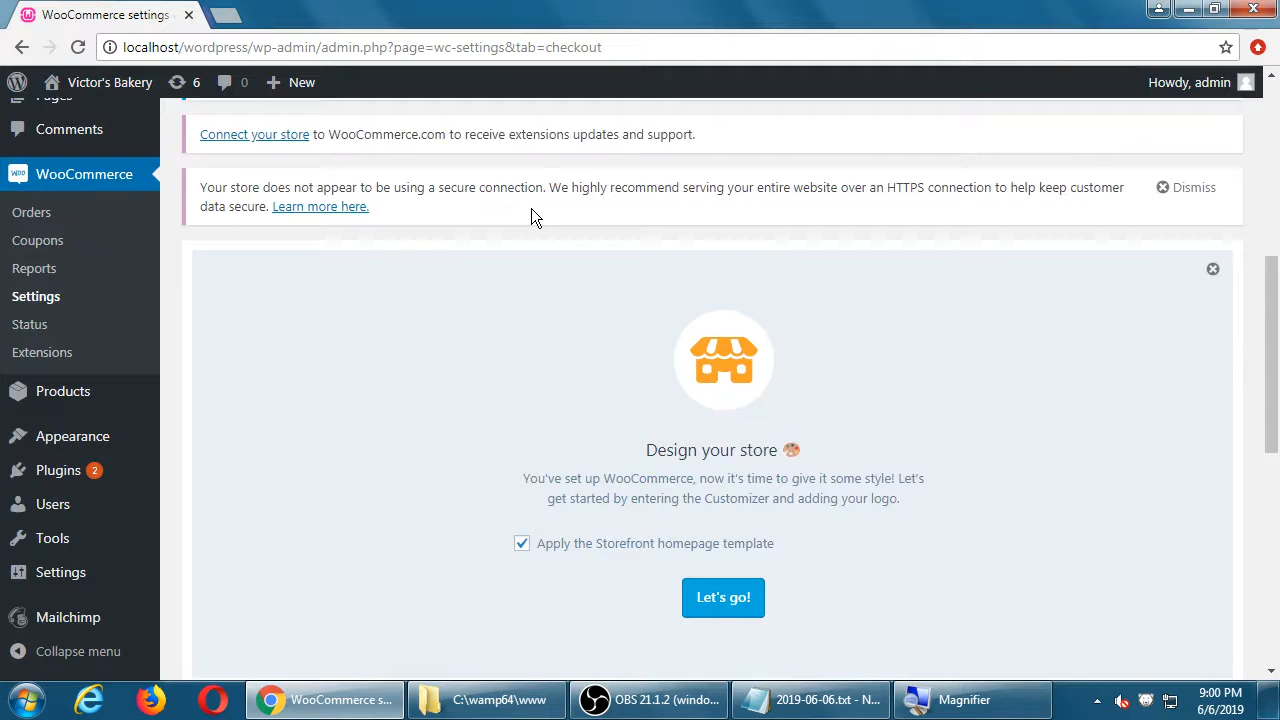 WooCommerce settings
localhost/wordpress/wp-admin/admin.php?page=wc-settings&tab=checkout
Victor's Bakery 6 0 New Howdy, admin
Pages
Comments
WooCommerce
Orders
Coupons
Reports
Settings
Status
Extensions
Products
Appearance
Plugins 2
Users
Tools
Settings
Mailchimp
Collapse menu
Connect your store to WooCommerce.com to receive extensions updates and support.
Your store does not appear to be using a secure connection. We highly recommend serving your entire website over an HTTPS connection to help keep customer
data secure. Learn more here.
Dismiss
Design your store
You've set up WooCommerce, now it's time to give it some style! Let's
get started by entering the Customizer and adding your logo.
Apply the Storefront homepage template
Let's go!
WooCommerce s... C:\wamp64\www OBS 21.1.2 (windo... 2019-06-06.txt - N... Magnifier
9:00 PM
6/6/2019